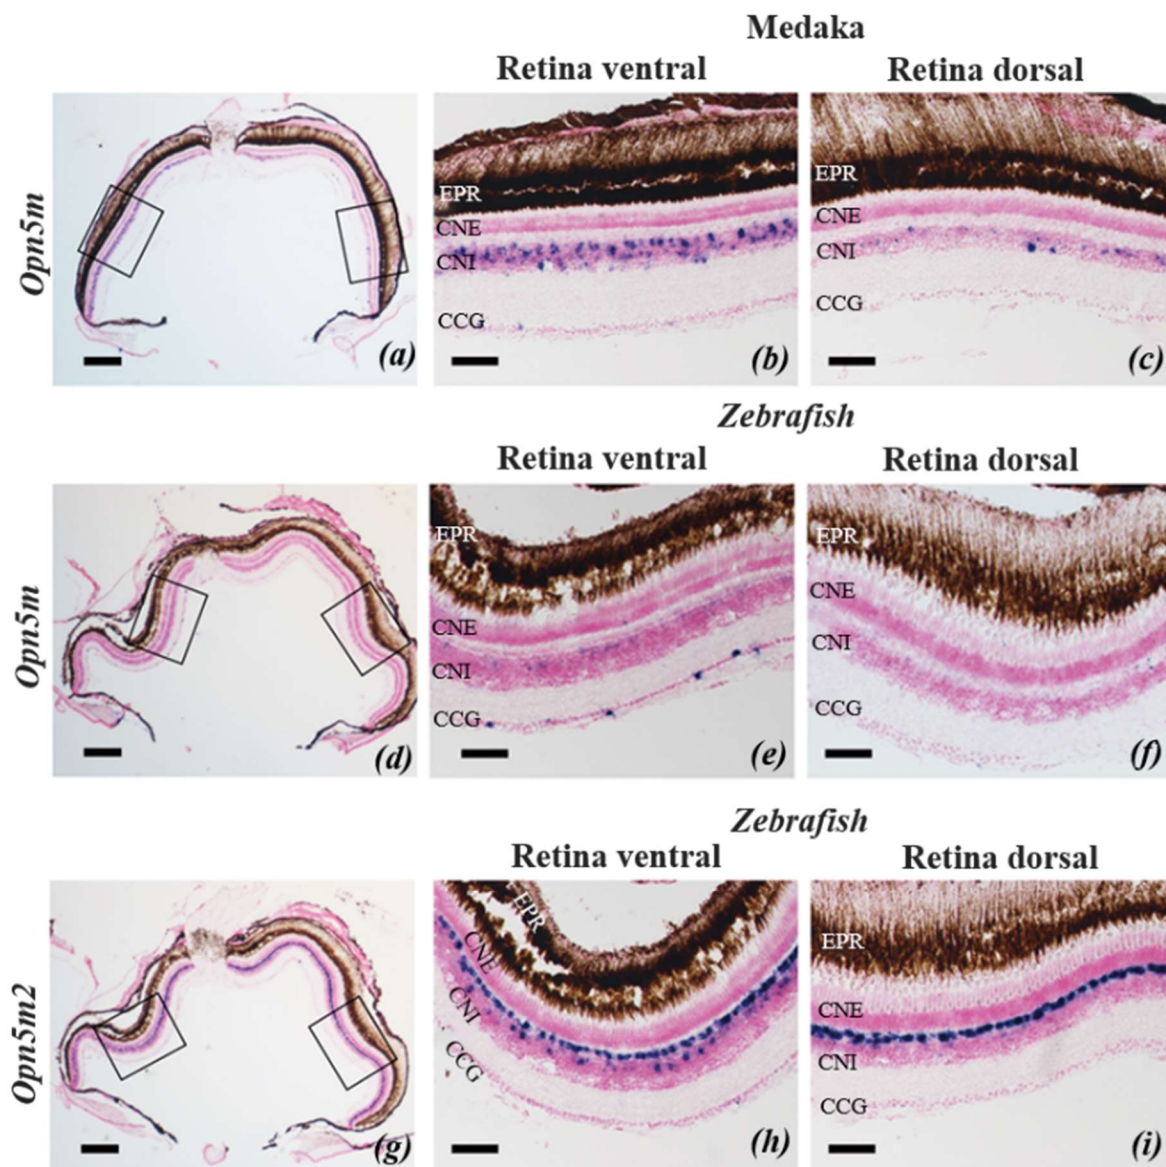 Medaka
Retina ventral
Retina dorsal
Opn5m
EPR
CNE
CNI
CCG
EPR
CNE
CNI
CCG
(a)
(b)
(c)
Zebrafish
Retina ventral
Retina dorsal
Opn5m
EPR
CNE
CNI
CCG
EPR
CNE
CNI
CCG
(d)
(e)
(f)
Zebrafish
Retina ventral
Retina dorsal
Opn5m2
EPR
CNE
CNI
CCG
EPR
CNE
CNI
CCG
(g)
(h)
(i)